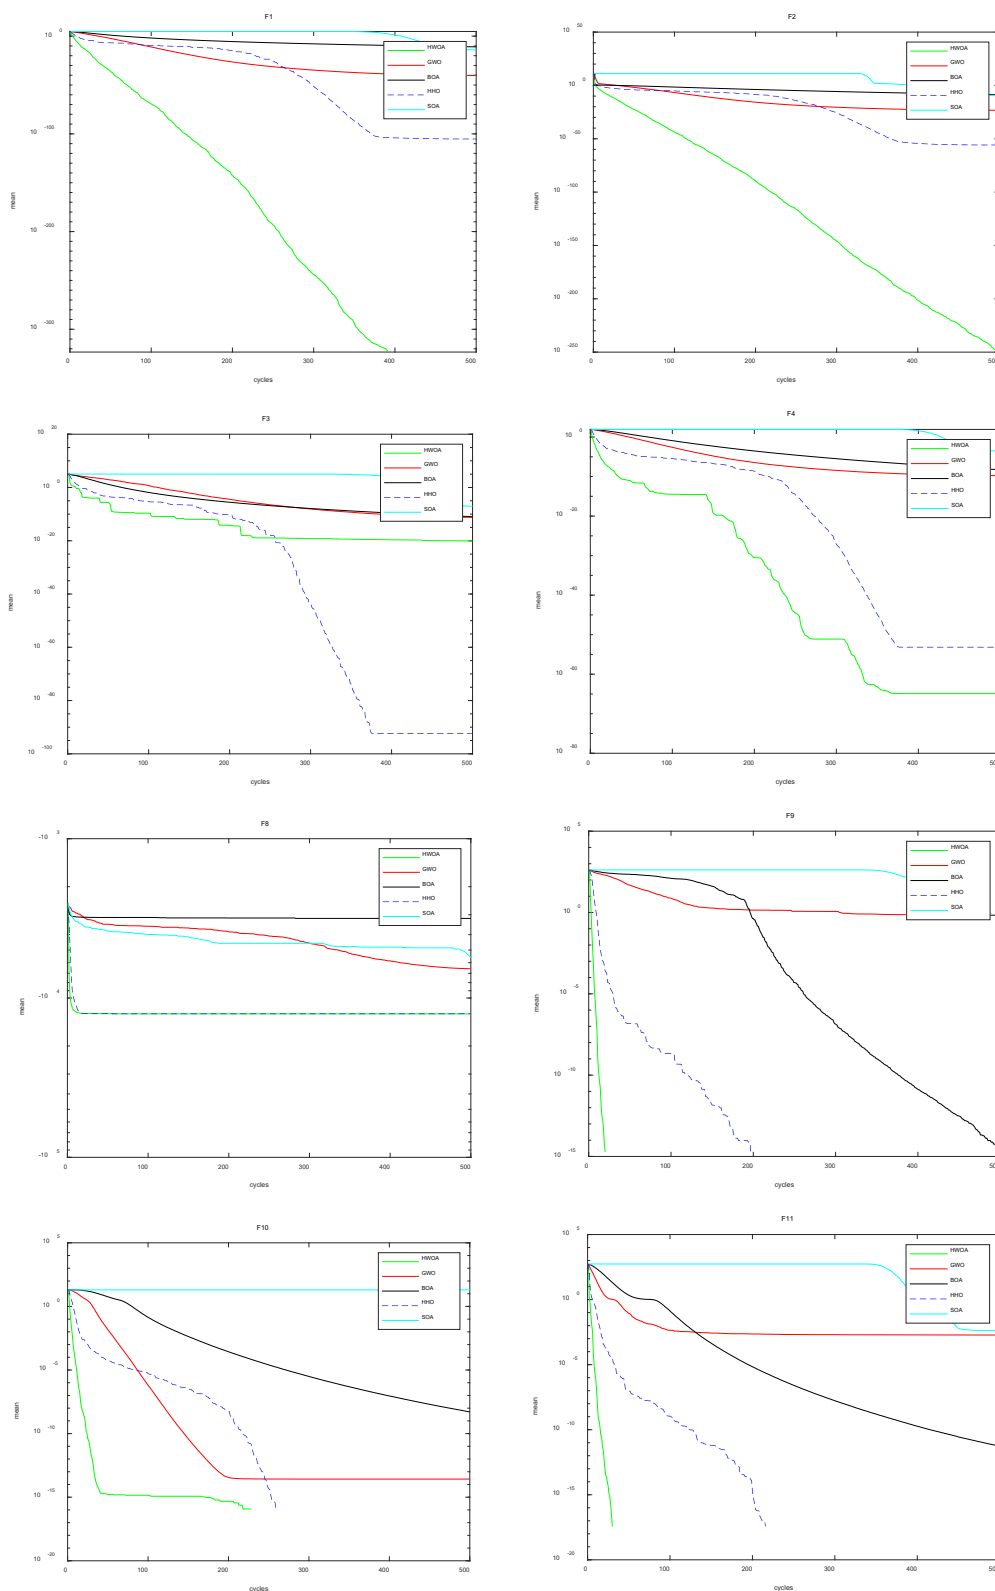 F1
10 0
10 -100
10 -200
10 -300
mean
0 100 200 300 400 500
cycles
HWOA
GWO
BOA
HHO
SOA
F2
10 50
10 0
10 -50
10 -100
10 -150
10 -200
10 -250
mean
0 100 200 300 400 500
cycles
HWOA
GWO
BOA
HHO
SOA
F3
10 20
10 0
10 -20
10 -40
10 -60
10 -80
10 -100
mean
0 100 200 300 400 500
cycles
HWOA
GWO
BOA
HHO
SOA
F4
10 0
10 -20
10 -40
10 -60
10 -80
mean
0 100 200 300 400 500
cycles
HWOA
GWO
BOA
HHO
SOA
F8
-10 3
-10 4
-10 5
mean
0 100 200 300 400 500
cycles
HWOA
GWO
BOA
HHO
SOA
F9
10 5
10 0
10 -5
10 -10
10 -15
mean
0 100 200 300 400 500
cycles
HWOA
GWO
BOA
HHO
SOA
F10
10 5
10 0
10 -5
10 -10
10 -15
10 -20
mean
0 100 200 300 400 500
cycles
HWOA
GWO
BOA
HHO
SOA
F11
10 5
10 0
10 -5
10 -10
10 -15
10 -20
mean
0 100 200 300 400 500
cycles
HWOA
GWO
BOA
HHO
SOA